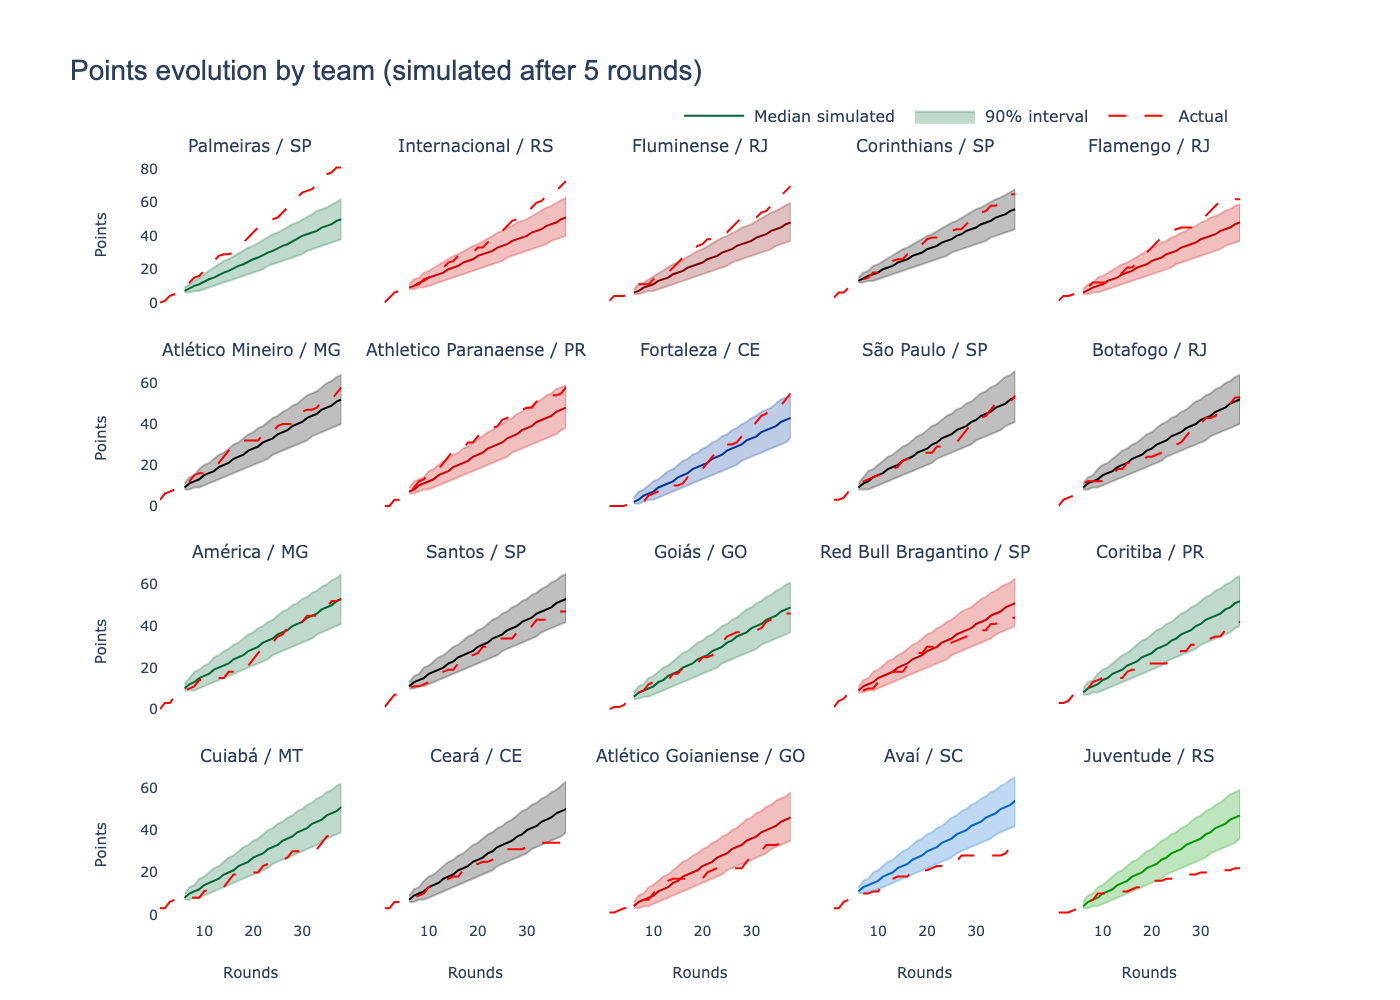 Points evolution by team (simulated after 5 rounds)
Median simulated 90% interval Actual
Palmeiras / SP Internacional / RS Fluminense / RJ Corinthians / SP Flamengo / RJ
80
60
40
20
0
Points
Atlético Mineiro / MG Athletico Paranaense / PR Fortaleza / CE São Paulo / SP Botafogo / RJ
60
40
20
0
Points
América / MG Santos / SP Goiás / GO Red Bull Bragantino / SP Coritiba / PR
60
40
20
0
Points
Cuiabá / MT Ceará / CE Atlético Goianiense / GO Avaí / SC Juventude / RS
60
40
20
0
Points
10 20 30 10 20 30 10 20 30 10 20 30 10 20 30
Rounds Rounds Rounds Rounds Rounds